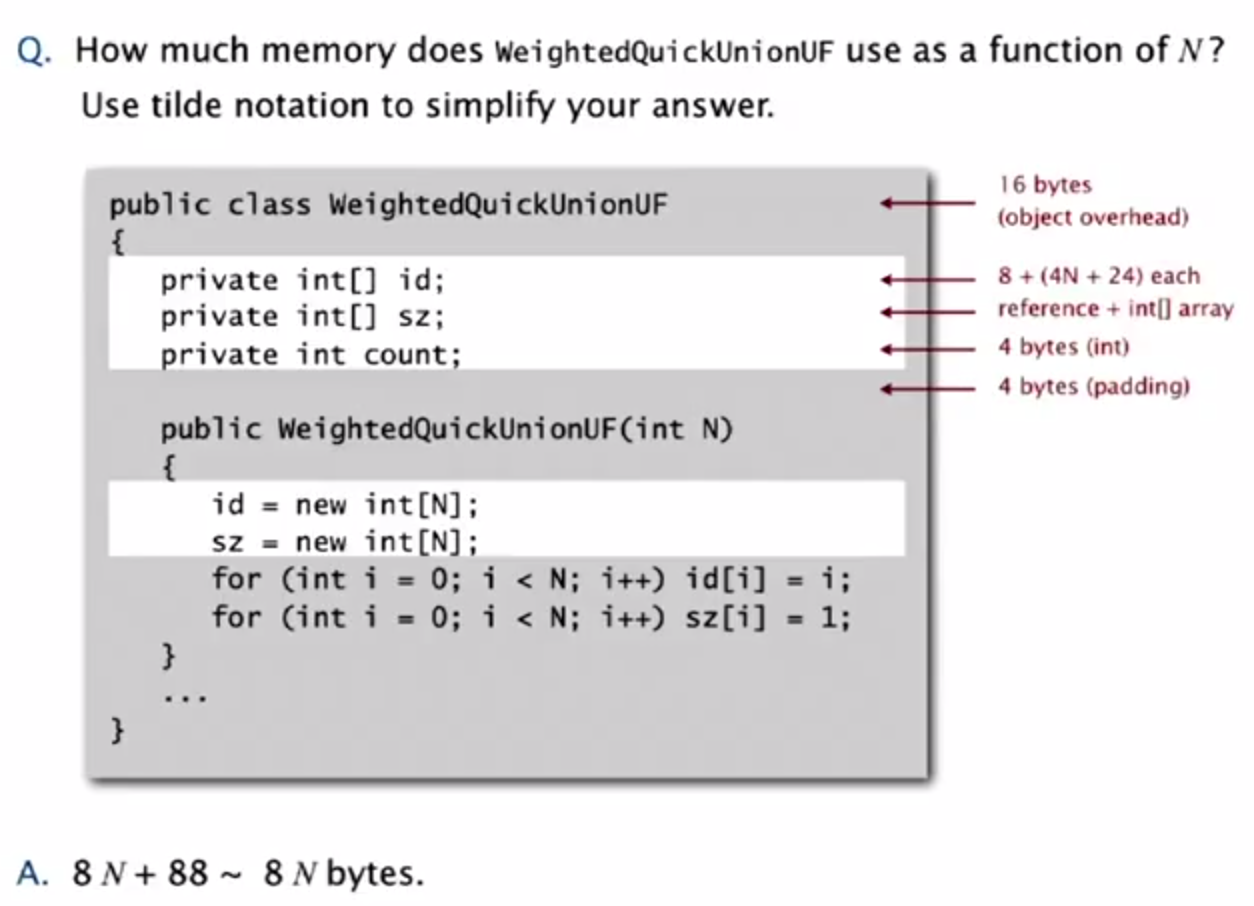 Q. How much memory does WeightedQuickUnionUF use as a function of N?
Use tilde notation to simplify your answer.
public class WeightedQuickUnionUF
{
private int[] id;
private int[] sz;
private int count;
public WeightedQuickUnionUF(int N)
{
id = new int[N];
sz = new int[N];
for (int i = 0; i < N; i++) id[i] = i;
for (int i = 0; i < N; i++) sz[i] = 1;
}
...
}
16 bytes
(object overhead)
8 + (4N + 24) each
reference + int[] array
4 bytes (int)
4 bytes (padding)
A. 8 N + 88 ~ 8 N bytes.